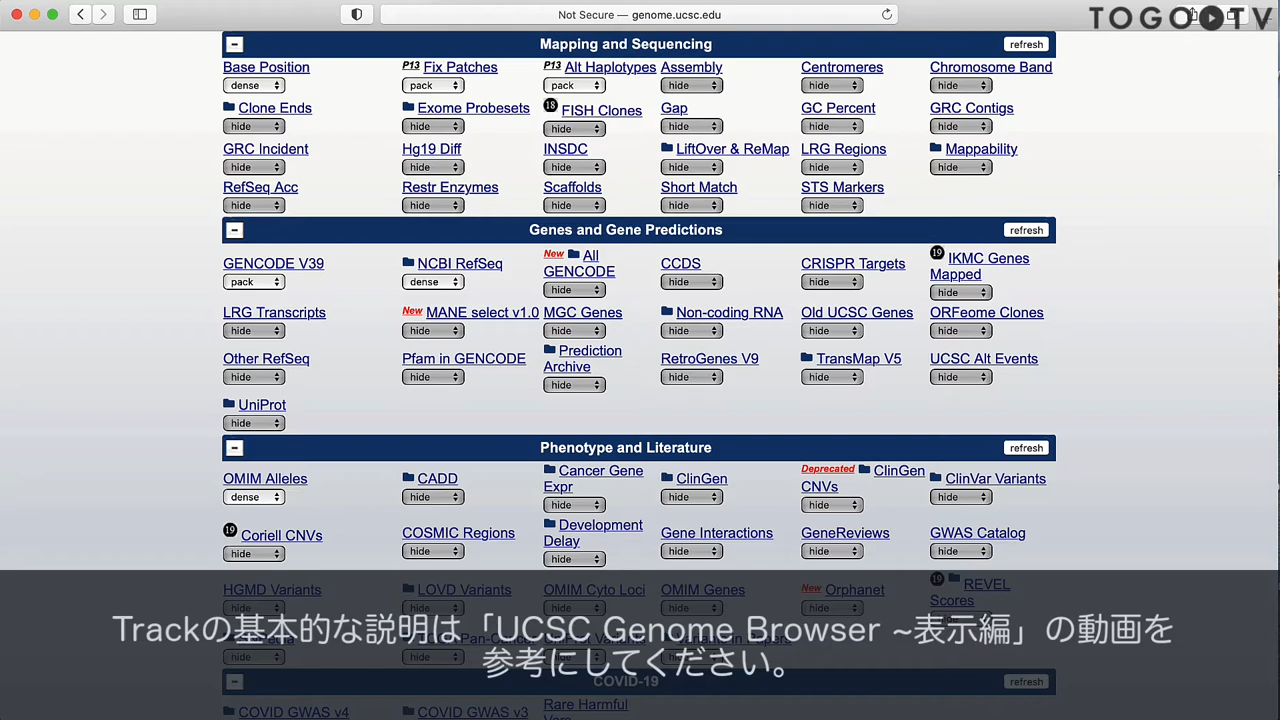 Not Secure — genome.ucsc.edu
TOGO TV
Mapping and Sequencing refresh
Base Position P13 Fix Patches P13 Alt Haplotypes Assembly Centromeres Chromosome Band
dense pack pack hide hide hide
Clone Ends Exome Probesets 18 FISH Clones Gap GC Percent GRC Contigs
hide hide hide hide hide hide
GRC Incident Hg19 Diff INSDC LiftOver & ReMap LRG Regions Mappability
hide hide hide hide hide hide
RefSeq Acc Restr Enzymes Scaffolds Short Match STS Markers
hide hide hide hide hide
Genes and Gene Predictions refresh
GENCODE V39 NCBI RefSeq New All GENCODE CCDS CRISPR Targets 19 IKMC Genes Mapped
pack dense hide hide hide hide
LRG Transcripts New MANE select v1.0 MGC Genes Non-coding RNA Old UCSC Genes ORFeome Clones
hide hide hide hide hide hide
Other RefSeq Pfam in GENCODE Prediction Archive RetroGenes V9 TransMap V5 UCSC Alt Events
hide hide hide hide hide hide
UniProt
hide
Phenotype and Literature refresh
OMIM Alleles CADD Cancer Gene Expr ClinGen Deprecated ClinGen CNVs ClinVar Variants
dense hide hide hide hide hide
19 Coriell CNVs COSMIC Regions Development Delay Gene Interactions GeneReviews GWAS Catalog
hide hide hide hide hide hide
HGMD Variants LOVD Variants OMIM Cyto Loci OMIM Genes New Orphanet 19 REVEL Scores
hide hide hide hide hide hide
Trackの基本的な説明は「UCSC Genome Browser ~表示編」の動画を
参考にしてください。
COVID-19 refresh
COVID GWAS v4 COVID GWAS v3 Rare Harmful